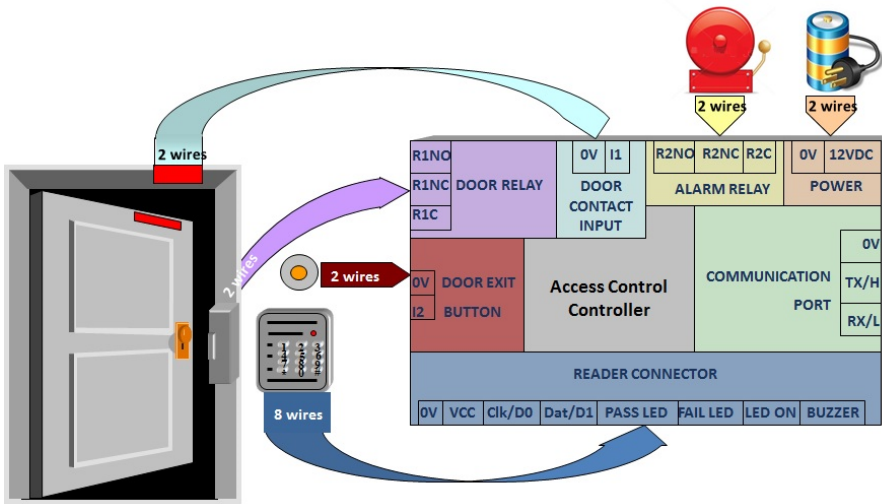 2 wires
2 wires
2 wires
R1NO
R1NC
R1C
DOOR RELAY
0V I1
DOOR
CONTACT
INPUT
R2NO R2NC R2C
ALARM RELAY
0V 12VDC
POWER
2 wires
2 wires
0V
I2
DOOR EXIT
BUTTON
Access Control
Controller
COMMUNICATION
PORT
0V
TX/H
RX/L
8 wires
READER CONNECTOR
0V VCC Clk/D0 Dat/D1 PASS LED FAIL LED LED ON BUZZER